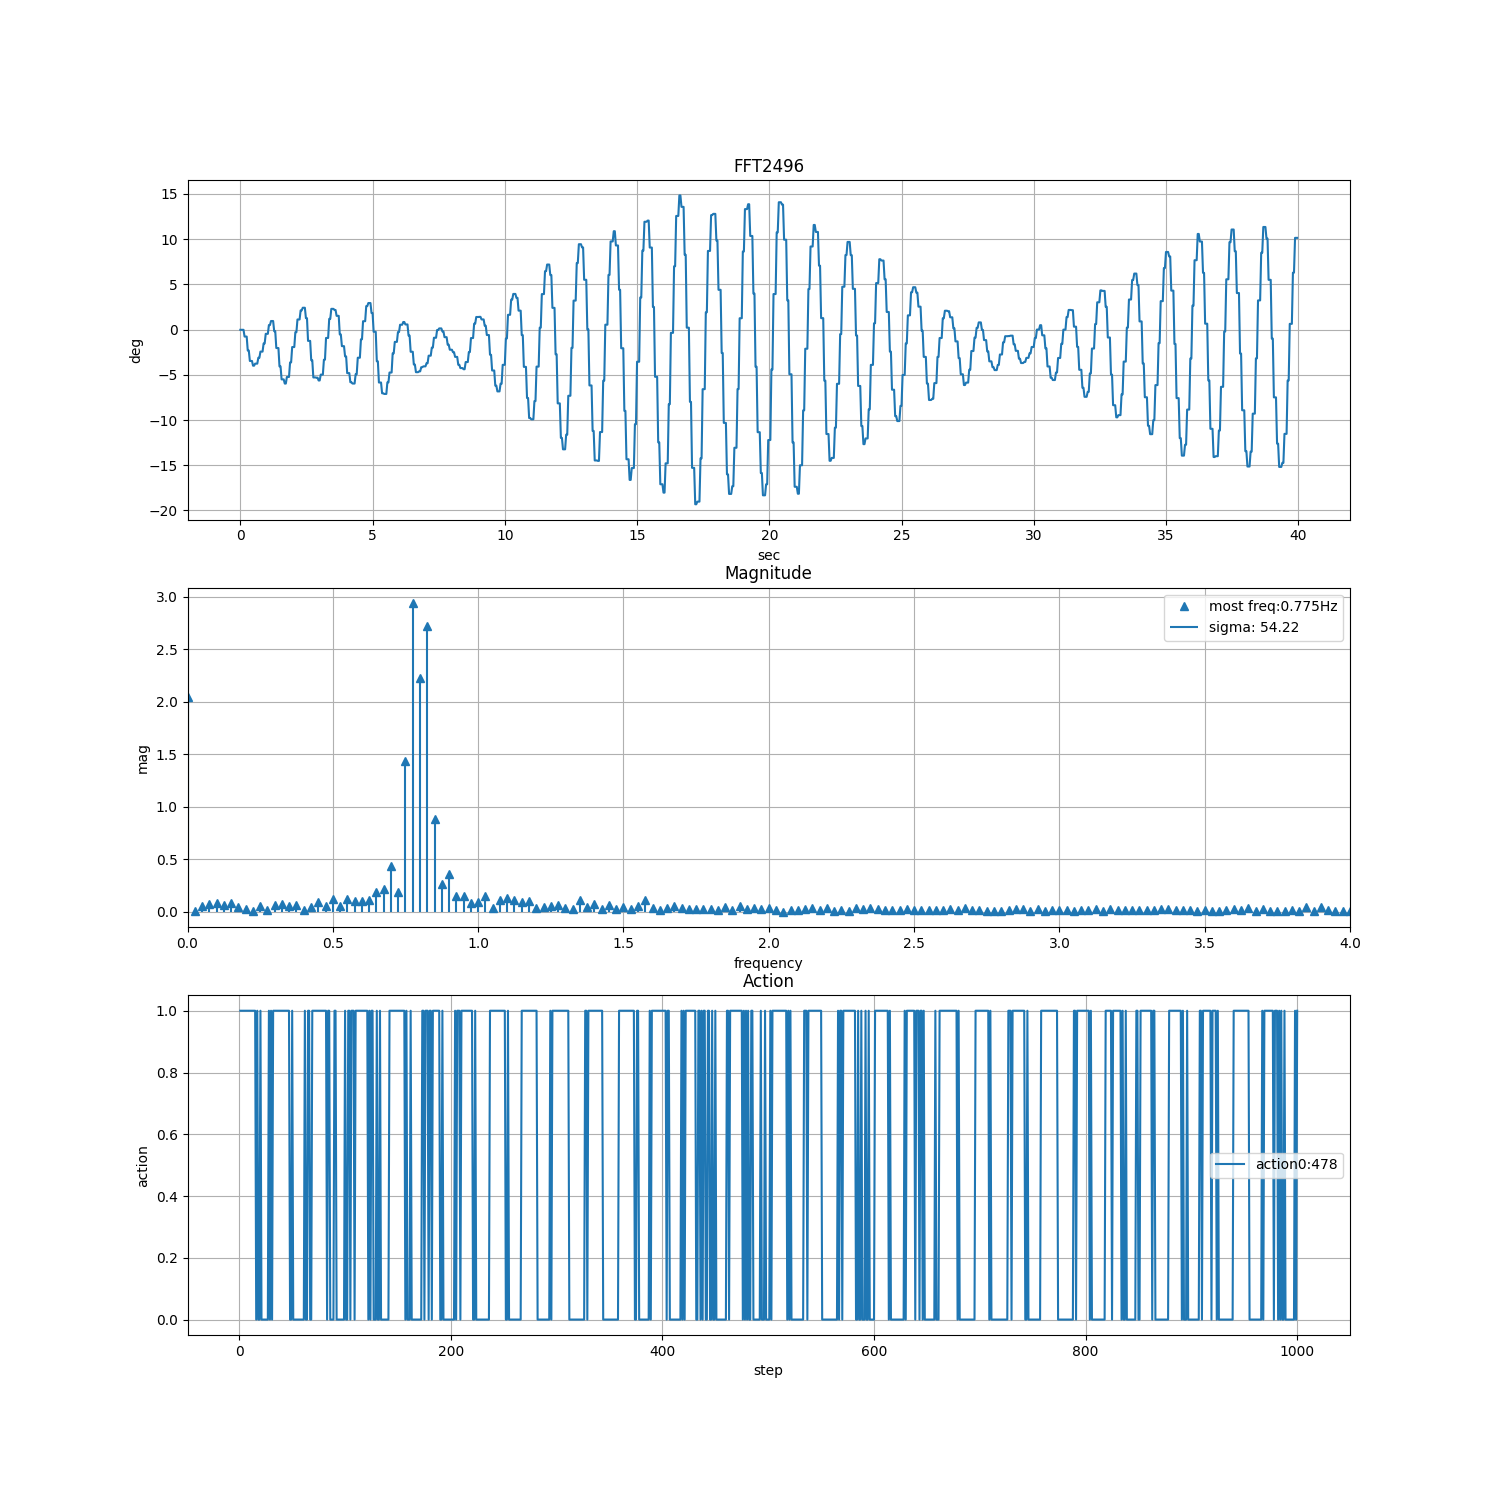 FFT2496
15
10
5
0
−5
−10
−15
−20
deg
0 5 10 15 20 25 30 35 40
sec
Magnitude
3.0
2.5
2.0
1.5
1.0
0.5
0.0
mag
most freq:0.775Hz
sigma: 54.22
0.0 0.5 1.0 1.5 2.0 2.5 3.0 3.5 4.0
frequency
Action
1.0
0.8
0.6
0.4
0.2
0.0
action
action0:478
0 200 400 600 800 1000
step